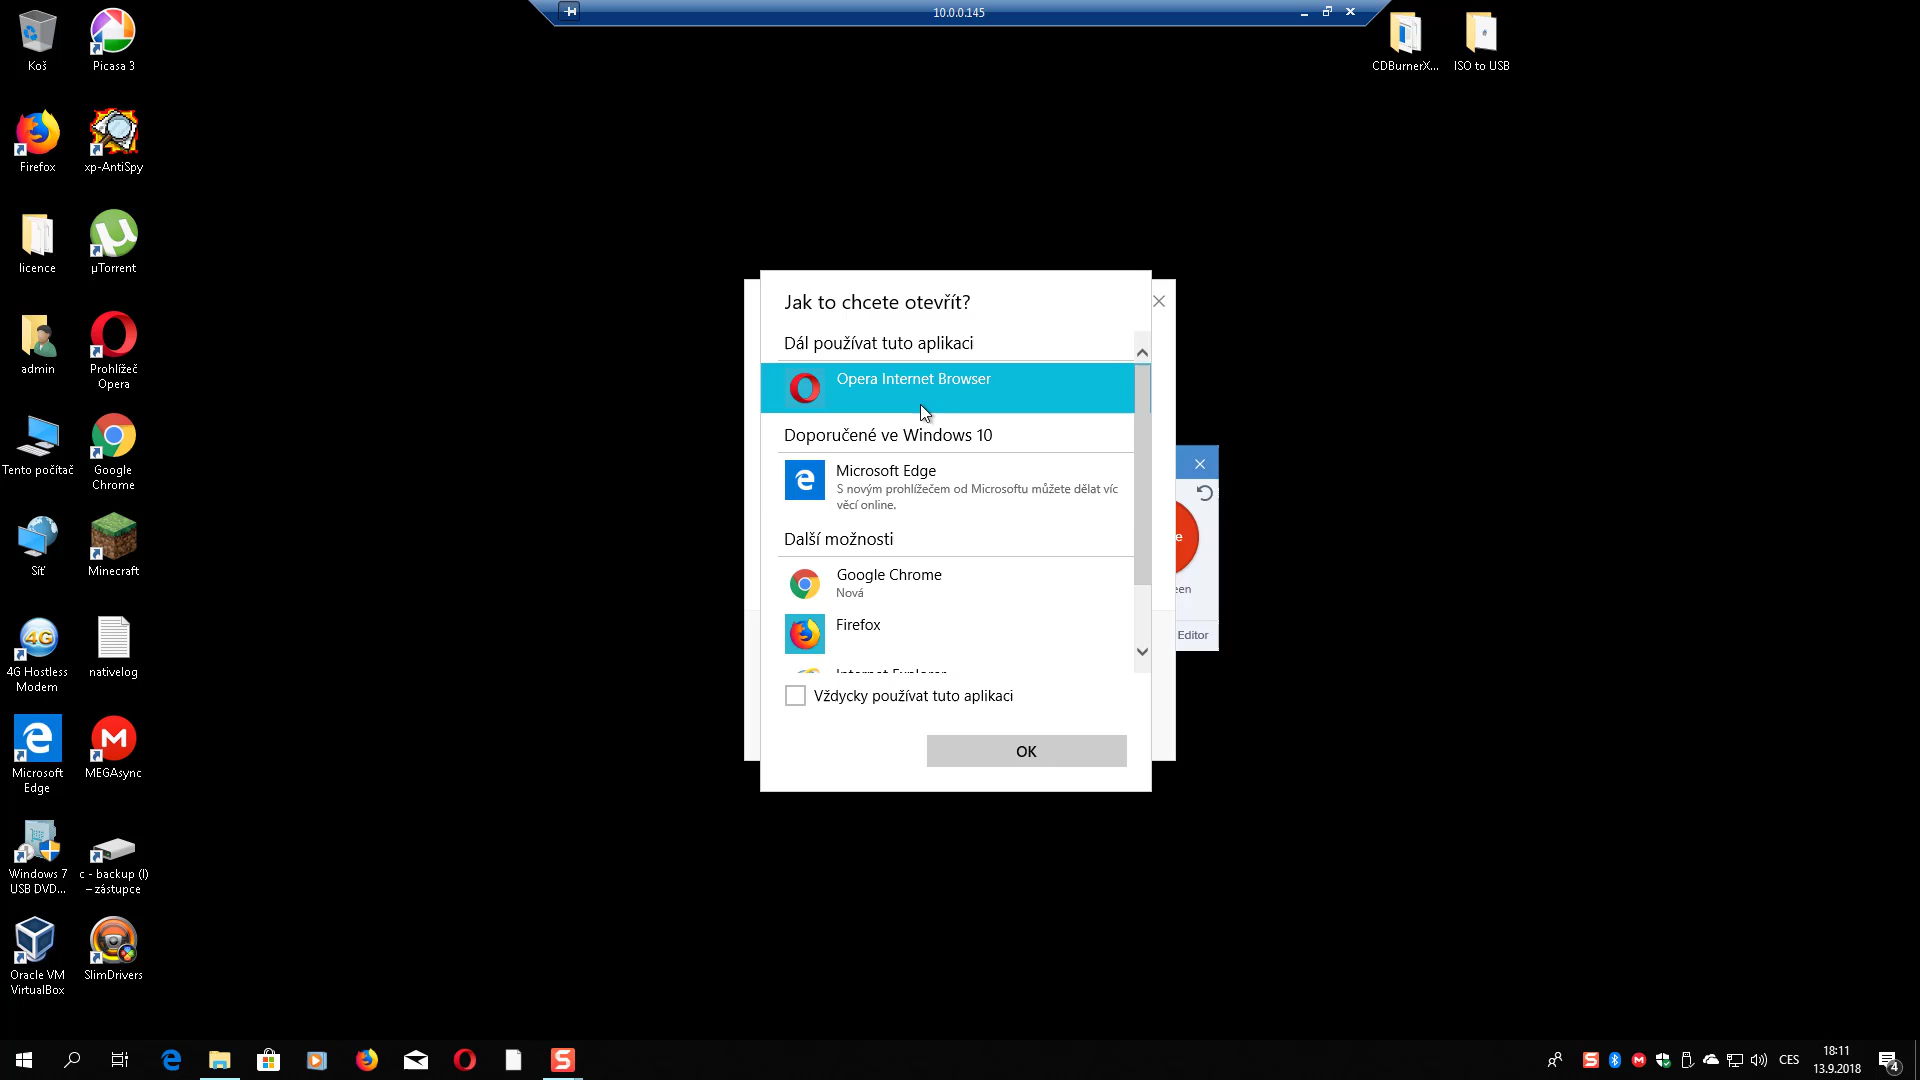 10.0.0.145
Koš
Picasa 3
CDBurnerX...
ISO to USB
Firefox
xp-AntiSpy
licence
µTorrent
admin
Prohlížeč
Opera
Tento počítač
Google
Chrome
Síť
Minecraft
4G
4G Hostless
Modem
nativelog
Microsoft
Edge
MEGAsync
Windows 7
USB DVD...
c - backup (I)
– zástupce
Oracle VM
VirtualBox
SlimDrivers
Jak to chcete otevřít?
Dál používat tuto aplikaci
Opera Internet Browser
Doporučené ve Windows 10
Microsoft Edge
S novým prohlížečem od Microsoftu můžete dělat víc
věcí online.
Další možnosti
Google Chrome
Nová
Firefox
Internet Explorer
Vždycky používat tuto aplikaci
OK
Editor
CES
18:11
13.9.2018
4